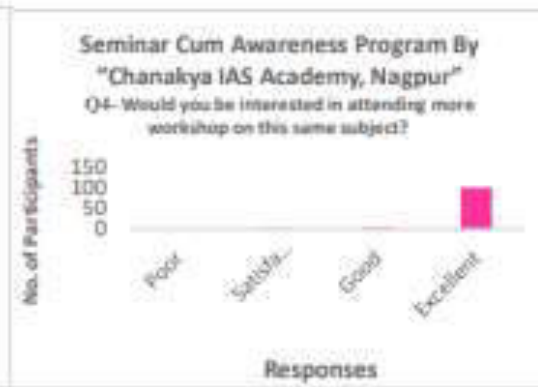 Seminar Cum Awareness Program By
"Chanakya IAS Academy, Nagpur"
Q4- Would you be interested in attending more
workshop on this same subject?
No. of Participants
150
100
50
0
Poor
Satisfa...
Good
Excellent
Responses